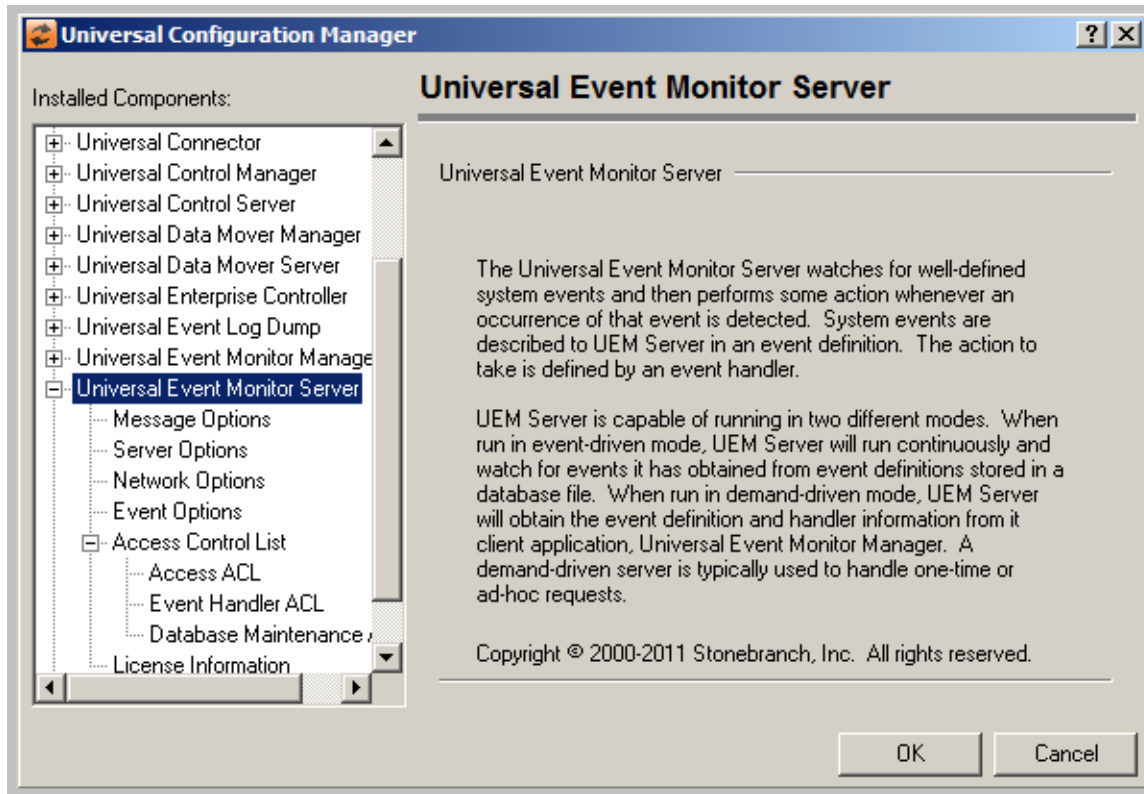 Universal Configuration Manager
Installed Components:
Universal Connector
Universal Control Manager
Universal Control Server
Universal Data Mover Manager
Universal Data Mover Server
Universal Enterprise Controller
Universal Event Log Dump
Universal Event Monitor Manage
Universal Event Monitor Server
Message Options
Server Options
Network Options
Event Options
Access Control List
Access ACL
Event Handler ACL
Database Maintenance
License Information
Universal Event Monitor Server
Universal Event Monitor Server
The Universal Event Monitor Server watches for well-defined
system events and then performs some action whenever an
occurrence of that event is detected.  System events are
described to UEM Server in an event definition.  The action to
take is defined by an event handler.
UEM Server is capable of running in two different modes.  When
run in event-driven mode, UEM Server will run continuously and
watch for events it has obtained from event definitions stored in a
database file.  When run in demand-driven mode, UEM Server
will obtain the event definition and handler information from it
client application, Universal Event Monitor Manager.  A
demand-driven server is typically used to handle one-time or
ad-hoc requests.
Copyright © 2000-2011 Stonebranch, Inc.  All rights reserved.
OK
Cancel